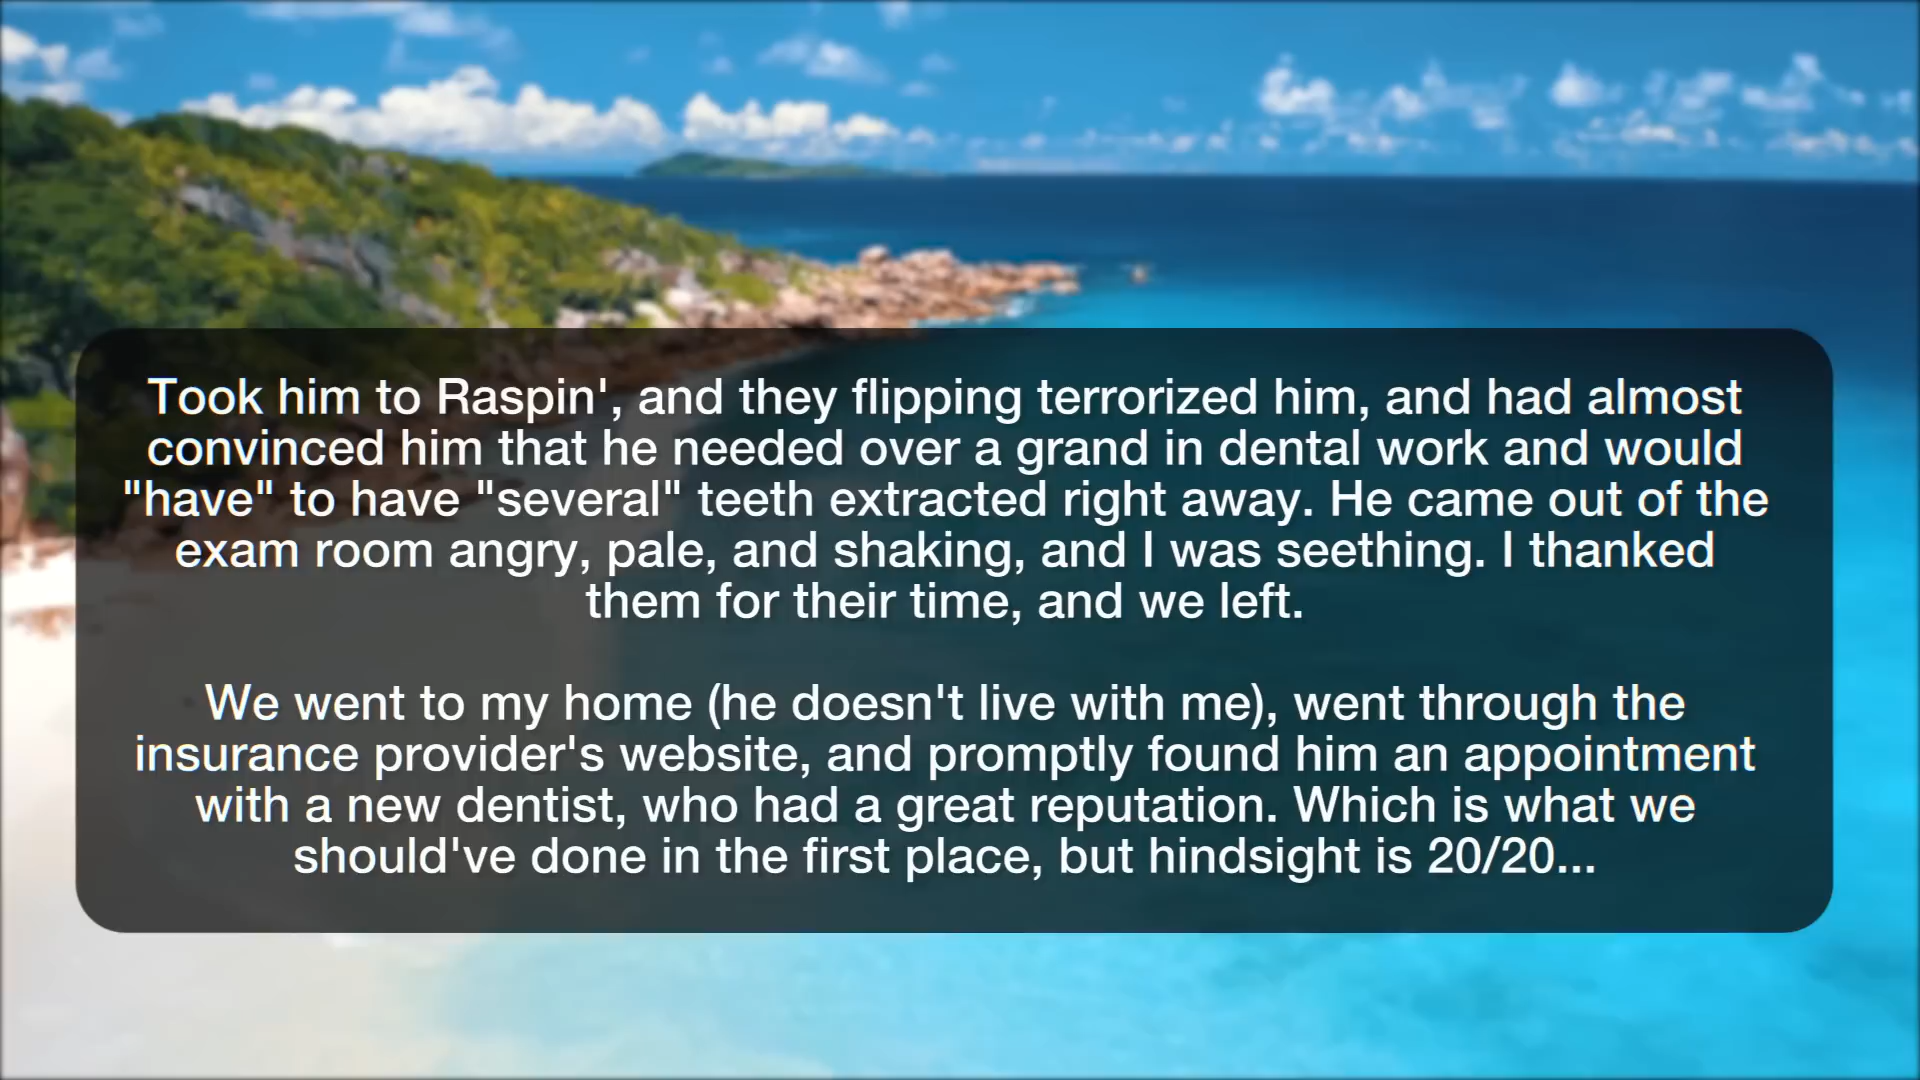 Took him to Raspin', and they flipping terrorized him, and had almost
convinced him that he needed over a grand in dental work and would
"have" to have "several" teeth extracted right away. He came out of the
exam room angry, pale, and shaking, and I was seething. I thanked
them for their time, and we left.
We went to my home (he doesn't live with me), went through the
insurance provider's website, and promptly found him an appointment
with a new dentist, who had a great reputation. Which is what we
should've done in the first place, but hindsight is 20/20...